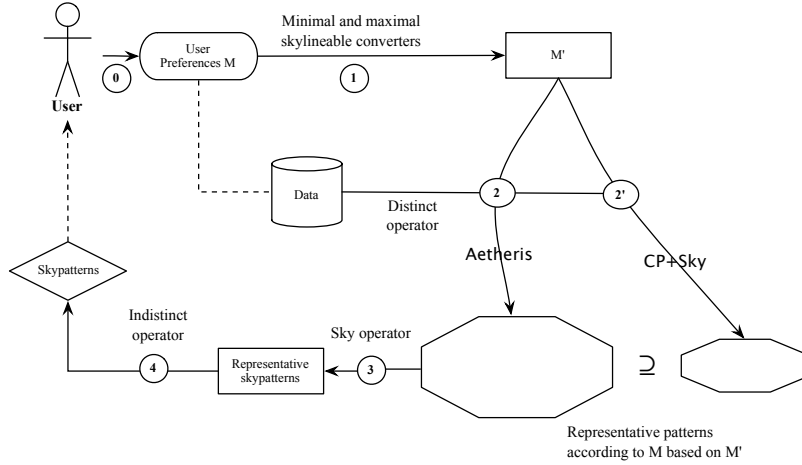 Minimal and maximal
skylineable converters
User
Preferences M
M'
0
1
User
Data
2
2'
Distinct
operator
Aetheris
CP+Sky
Skypatterns
Indistinct
operator
Sky operator
4
Representative
skypatterns
3
⊇
Representative patterns
according to M based on M'